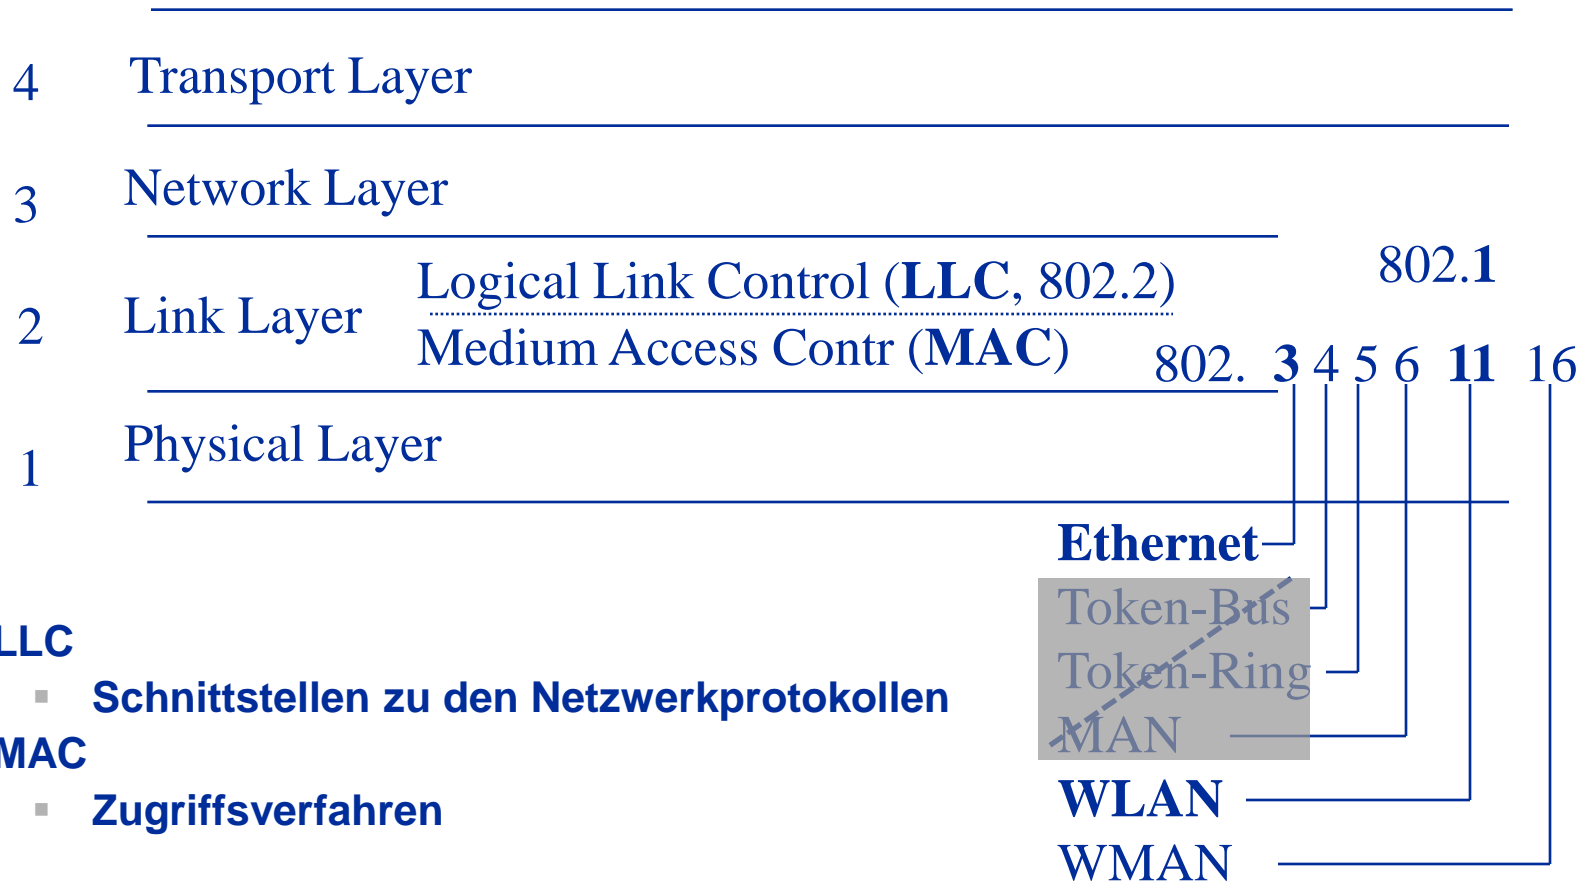 4 Transport Layer
3 Network Layer
2 Link Layer
Logical Link Control (LLC, 802.2)
Medium Access Contr (MAC)
802.1
802. 3 4 5 6 11 16
1 Physical Layer
Ethernet
Token-Bus
Token-Ring
MAN
WLAN
WMAN
LLC
Schnittstellen zu den Netzwerkprotokollen
MAC
Zugriffsverfahren